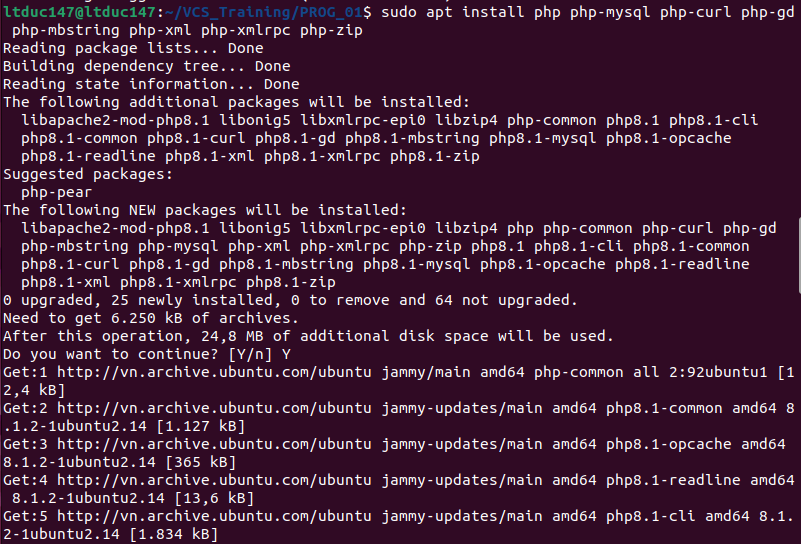 ltduc147@ltduc147:~/VCS_Training/PROG_01$ sudo apt install php php-mysql php-curl php-gd
 php-mbstring php-xml php-xmlrpc php-zip
Reading package lists... Done
Building dependency tree... Done
Reading state information... Done
The following additional packages will be installed:
  libapache2-mod-php8.1 libonig5 libxmlrpc-epi0 libzip4 php-common php8.1 php8.1-cli
  php8.1-common php8.1-curl php8.1-gd php8.1-mbstring php8.1-mysql php8.1-opcache
  php8.1-readline php8.1-xml php8.1-xmlrpc php8.1-zip
Suggested packages:
  php-pear
The following NEW packages will be installed:
  libapache2-mod-php8.1 libonig5 libxmlrpc-epi0 libzip4 php php-common php-curl php-gd
  php-mbstring php-mysql php-xml php-xmlrpc php-zip php8.1 php8.1-cli php8.1-common
  php8.1-curl php8.1-gd php8.1-mbstring php8.1-mysql php8.1-opcache php8.1-readline
  php8.1-xml php8.1-xmlrpc php8.1-zip
0 upgraded, 25 newly installed, 0 to remove and 64 not upgraded.
Need to get 6.250 kB of archives.
After this operation, 24,8 MB of additional disk space will be used.
Do you want to continue? [Y/n] Y
Get:1 http://vn.archive.ubuntu.com/ubuntu jammy/main amd64 php-common all 2:92ubuntu1 [1
2,4 kB]
Get:2 http://vn.archive.ubuntu.com/ubuntu jammy-updates/main amd64 php8.1-common amd64 8
.1.2-1ubuntu2.14 [1.127 kB]
Get:3 http://vn.archive.ubuntu.com/ubuntu jammy-updates/main amd64 php8.1-opcache amd64
8.1.2-1ubuntu2.14 [365 kB]
Get:4 http://vn.archive.ubuntu.com/ubuntu jammy-updates/main amd64 php8.1-readline amd64
 8.1.2-1ubuntu2.14 [13,6 kB]
Get:5 http://vn.archive.ubuntu.com/ubuntu jammy-updates/main amd64 php8.1-cli amd64 8.1.
2-1ubuntu2.14 [1.834 kB]